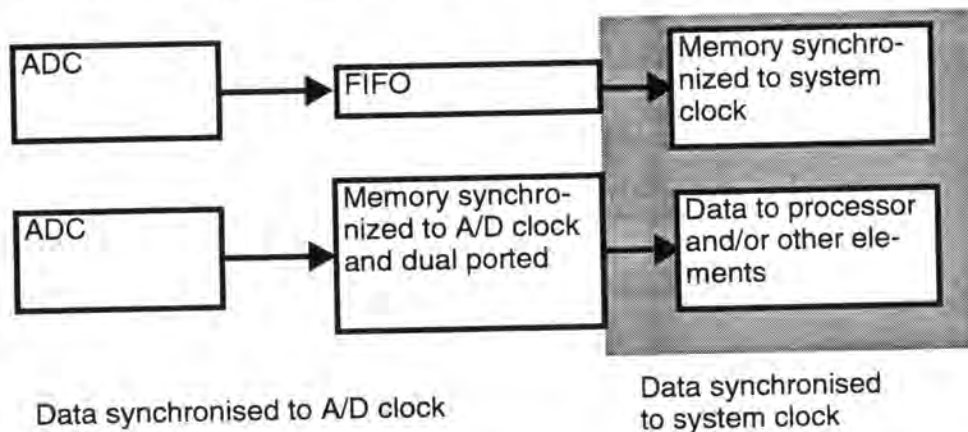 ADC
FIFO
Memory synchro-
nized to system
clock
ADC
Memory synchro-
nized to A/D clock
and dual ported
Data to processor
and/or other ele-
ments
Data synchronised to A/D clock
Data synchronised
to system clock